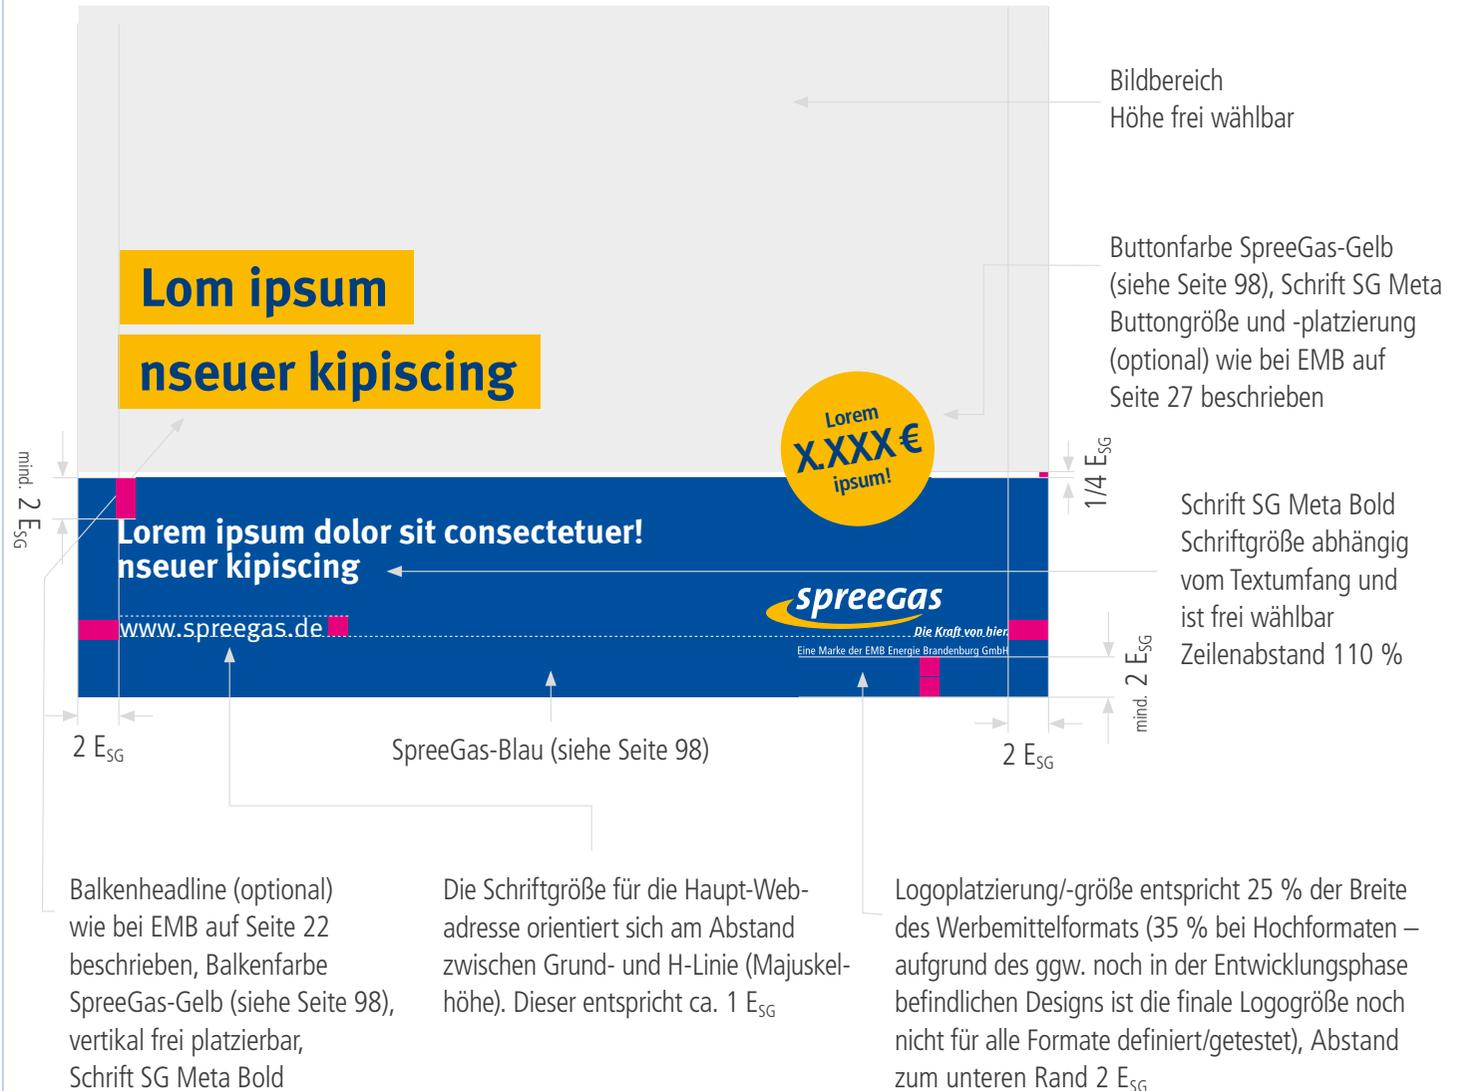 Bildbereich
Höhe frei wählbar
Buttonfarbe SpreeGas-Gelb
(siehe Seite 98), Schrift SG Meta
Buttongröße und -platzierung
(optional) wie bei EMB auf
Seite 27 beschrieben
Lom ipsum
nseuer kipiscing
Lorem
X.XXX €
ipsum!
mind. 2 ESG
1/4 ESG
Schrift SG Meta Bold
Schriftgröße abhängig
vom Textumfang und
ist frei wählbar
Zeilenabstand 110 %
Lorem ipsum dolor sit consectetuer!
nseuer kipiscing
www.spreegas.de
spreeGas
Die Kraft von hier.
Eine Marke der EMB Energie Brandenburg GmbH
mind. 2 ESG
2 ESG
SpreeGas-Blau (siehe Seite 98)
2 ESG
Balkenheadline (optional)
wie bei EMB auf Seite 22
beschrieben, Balkenfarbe
SpreeGas-Gelb (siehe Seite 98),
vertikal frei platzierbar,
Schrift SG Meta Bold
Die Schriftgröße für die Haupt-Web-
adresse orientiert sich am Abstand
zwischen Grund- und H-Linie (Majuskel-
höhe). Dieser entspricht ca. 1 ESG
Logoplatzierung/-größe entspricht 25 % der Breite
des Werbemittelformats (35 % bei Hochformaten –
aufgrund des ggw. noch in der Entwicklungsphase
befindlichen Designs ist die finale Logogröße noch
nicht für alle Formate definiert/getestet), Abstand
zum unteren Rand 2 ESG